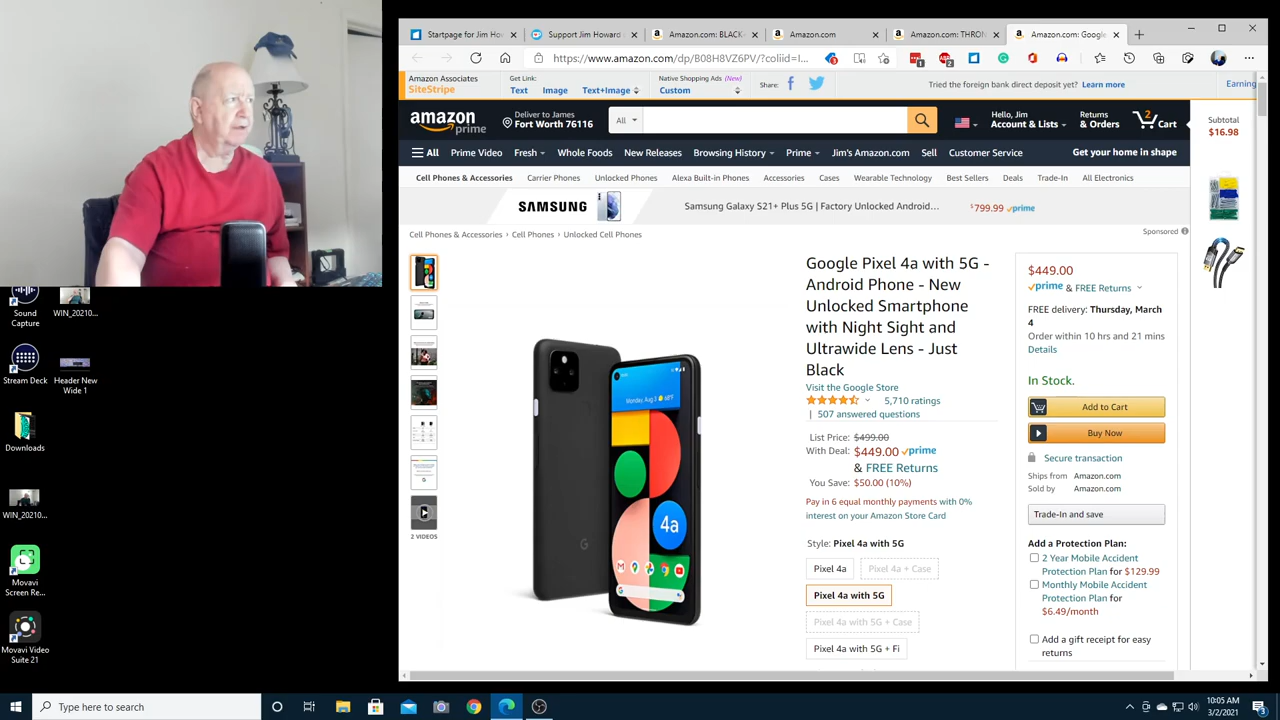 Startpage for Jim Ho
Support Jim Howard
Amazon.com: BLACK
Amazon.com
Amazon.com: THRON
Amazon.com: Google
https://www.amazon.com/dp/B08H8VZ6PV/?coliid=I...
Amazon Associates
SiteStripe
Get Link:
Text Image Text+Image
Native Shopping Ads (New)
Custom
Share:
Tried the foreign bank direct deposit yet? Learn more
Earning
amazon
prime
Deliver to James
Fort Worth 76116
All
Hello, Jim
Account & Lists
Returns
& Orders
2
Cart
Subtotal
$16.98
All Prime Video Fresh Whole Foods New Releases Browsing History Prime Jim's Amazon.com Sell Customer Service Get your home in shape
Cell Phones & Accessories Carrier Phones Unlocked Phones Alexa Built-in Phones Accessories Cases Wearable Technology Best Sellers Deals Trade-In All Electronics
SAMSUNG Samsung Galaxy S21+ Plus 5G | Factory Unlocked Android... $799.99 prime
Sponsored
Cell Phones & Accessories › Cell Phones › Unlocked Cell Phones
Google Pixel 4a with 5G -
Android Phone - New
Unlocked Smartphone
with Night Sight and
Ultrawide Lens - Just
Black
Visit the Google Store
5,710 ratings
| 507 answered questions
List Price: $499.00
With Deal: $449.00 prime
& FREE Returns
You Save: $50.00 (10%)
Pay in 6 equal monthly payments with 0%
interest on your Amazon Store Card
Style: Pixel 4a with 5G
Pixel 4a
Pixel 4a + Case
Pixel 4a with 5G
Pixel 4a with 5G + Case
Pixel 4a with 5G + Fi
$449.00
prime & FREE Returns
FREE delivery: Thursday, March
4
Order within 10 hrs and 21 mins
Details
In Stock.
Add to Cart
Buy Now
Secure transaction
Ships from Amazon.com
Sold by Amazon.com
Trade-In and save
Add a Protection Plan:
2 Year Mobile Accident
Protection Plan for $129.99
Monthly Mobile Accident
Protection Plan for
$6.49/month
Add a gift receipt for easy
returns
2 VIDEOS
Monday, Aug 3
4a
G
Sound
Capture
WIN_20210...
Stream Deck
Header New
Wide 1
Downloads
WIN_20210...
Movavi
Screen Re...
Movavi Video
Suite 21
Type here to search
10:05 AM
3/2/2021
3